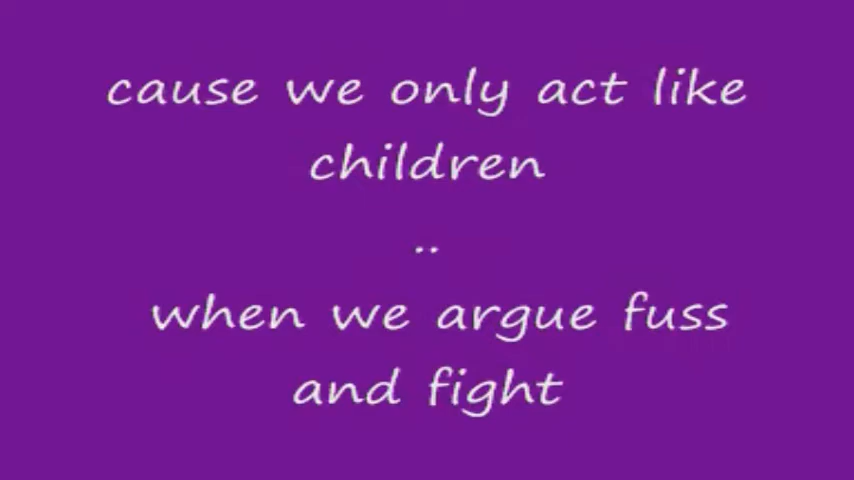 cause we only act like
children
..
when we argue fuss
and fight